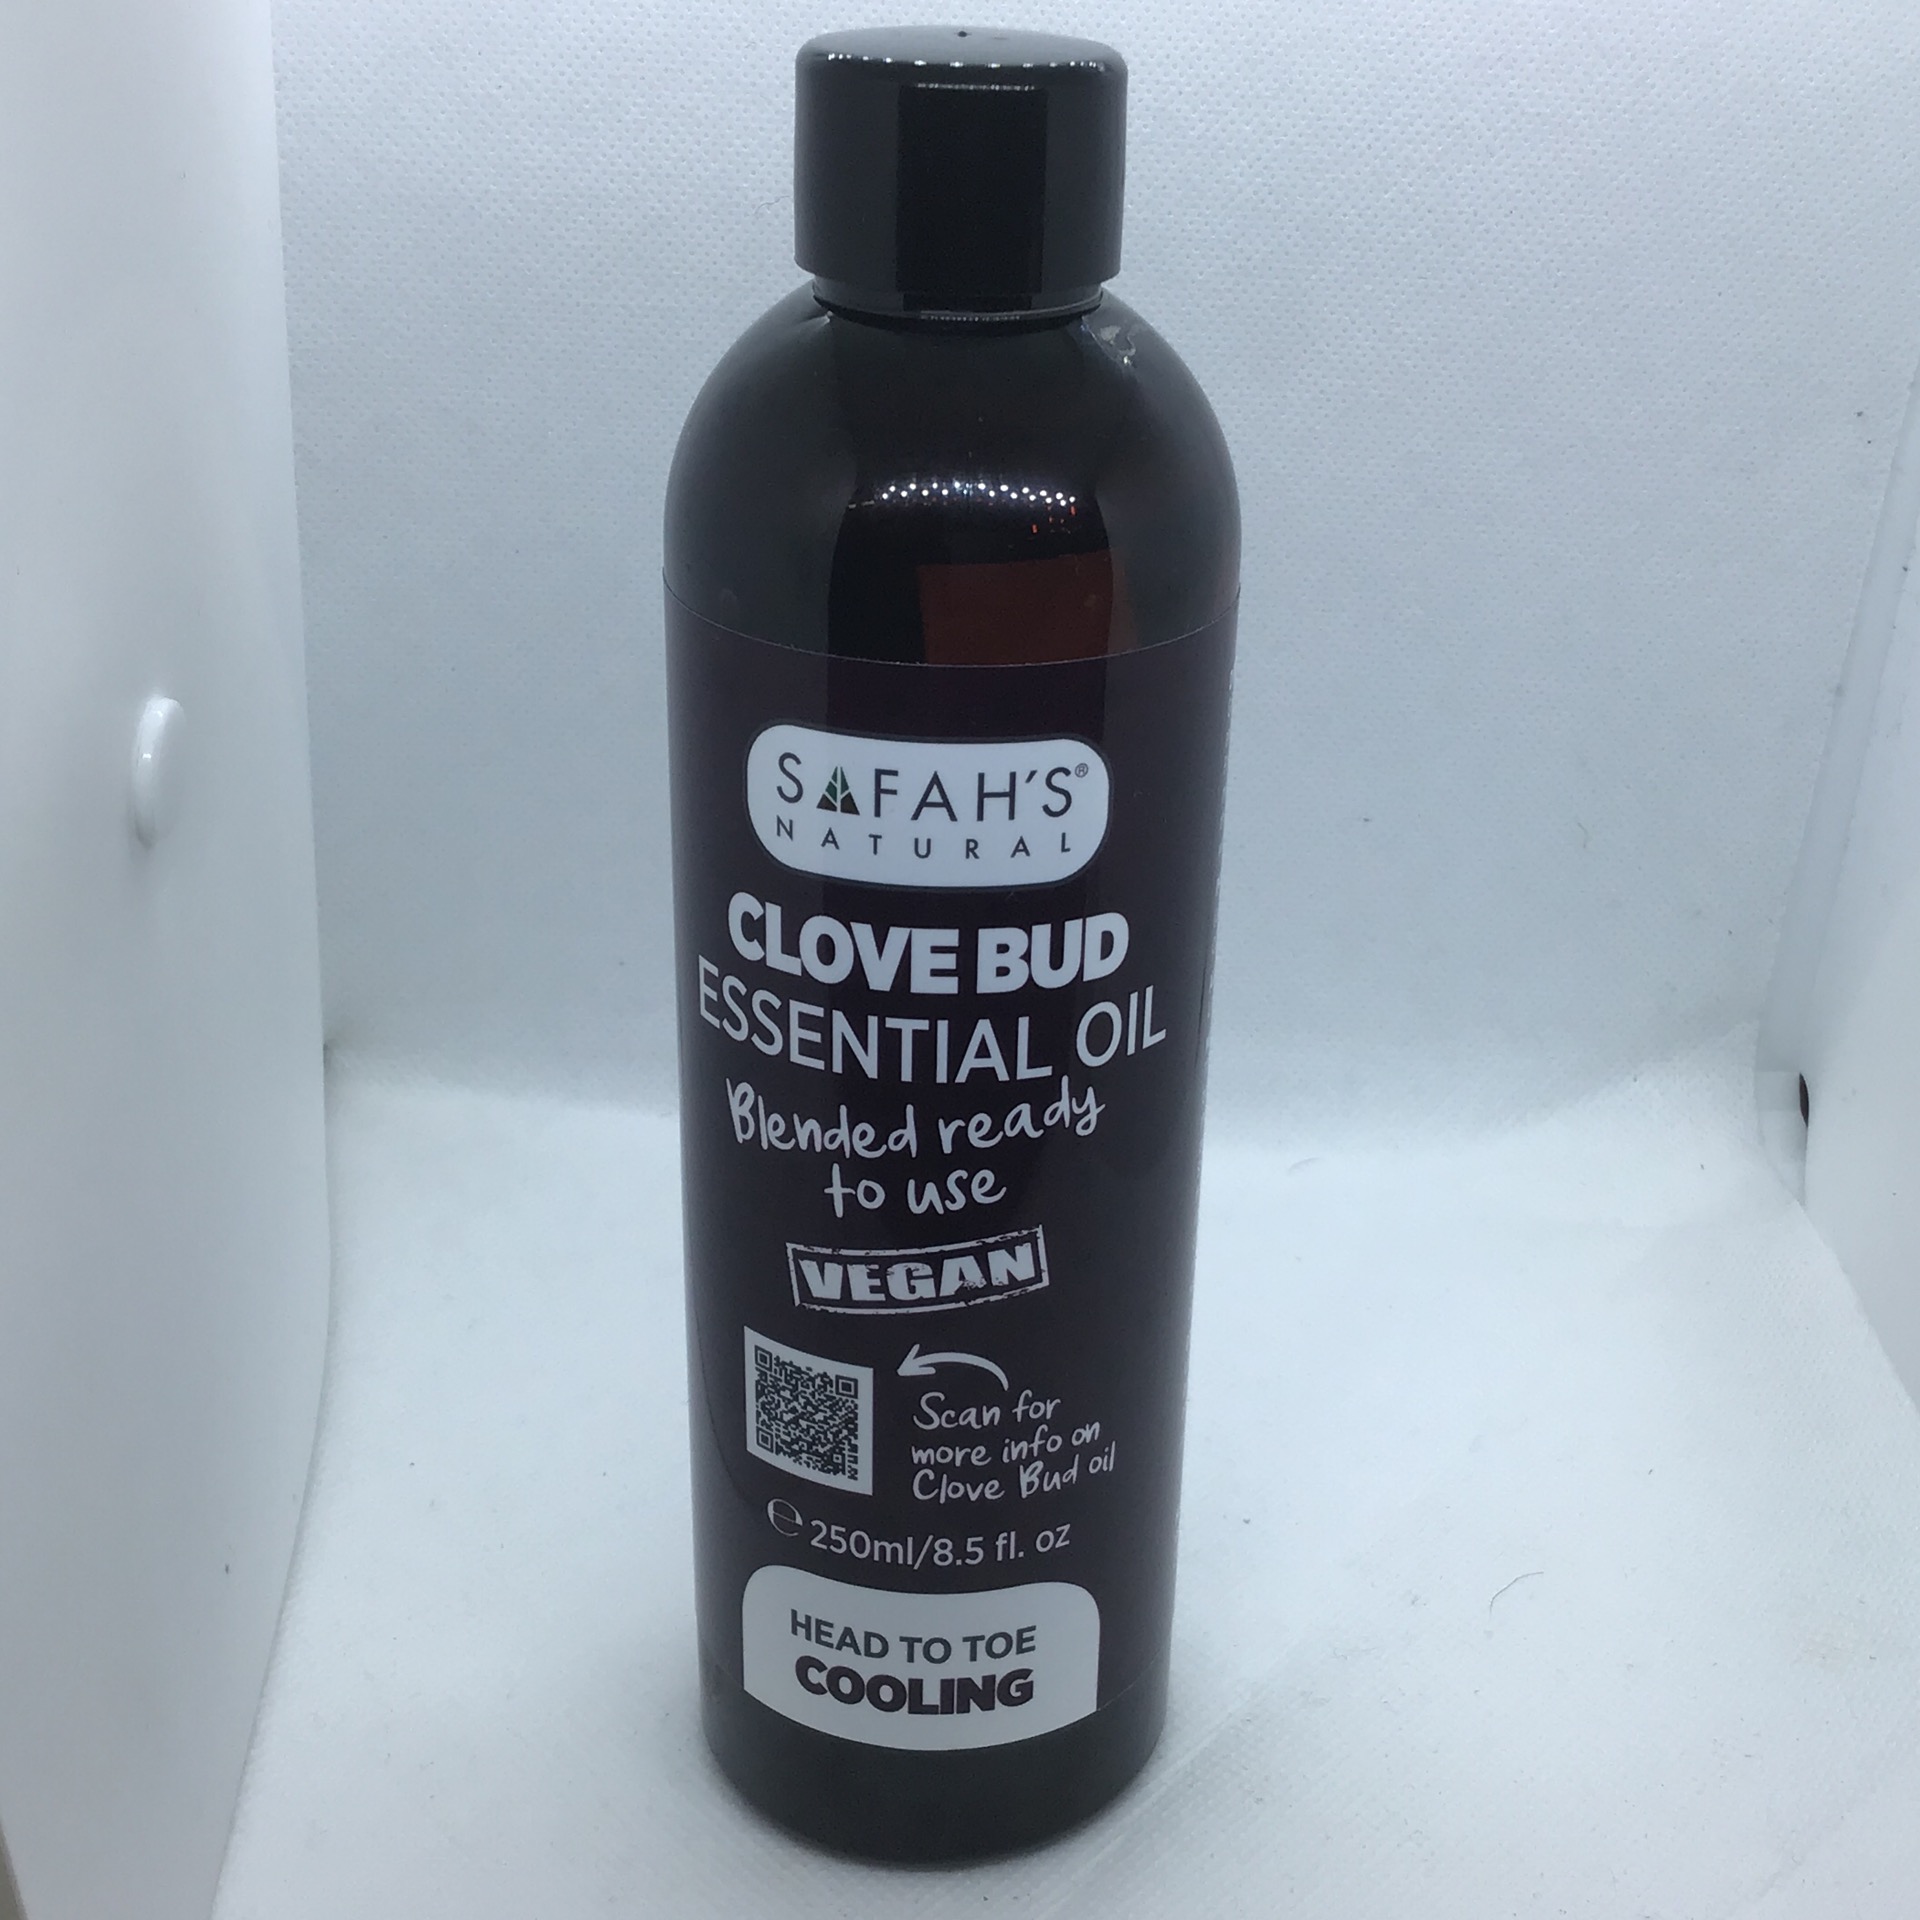 SAFAH'S®
NATURAL
CLOVE BUD
ESSENTIAL OIL
Blended ready
to use
VEGAN
Scan for
more info on
Clove Bud oil
℮ 250ml/8.5 fl. oz
HEAD TO TOE
COOLING